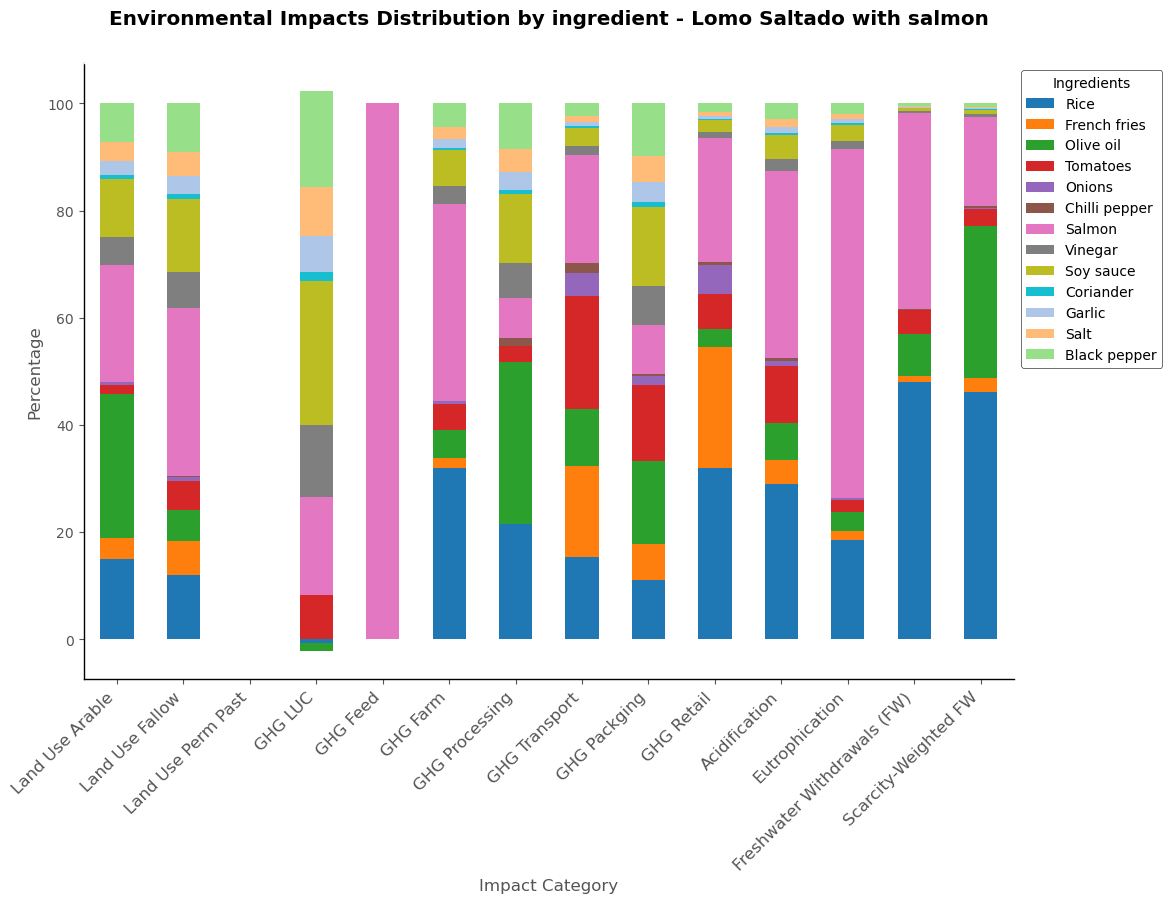 Environmental Impacts Distribution by ingredient - Lomo Saltado with salmon
Ingredients
Rice
French fries
Olive oil
Tomatoes
Onions
Chilli pepper
Salmon
Vinegar
Soy sauce
Coriander
Garlic
Salt
Black pepper
Percentage
100
80
60
40
20
0
Land Use Arable
Land Use Fallow
Land Use Perm Past
GHG LUC
GHG Feed
GHG Farm
GHG Processing
GHG Transport
GHG Packging
GHG Retail
Acidification
Eutrophication
Freshwater Withdrawals (FW)
Scarcity-Weighted FW
Impact Category